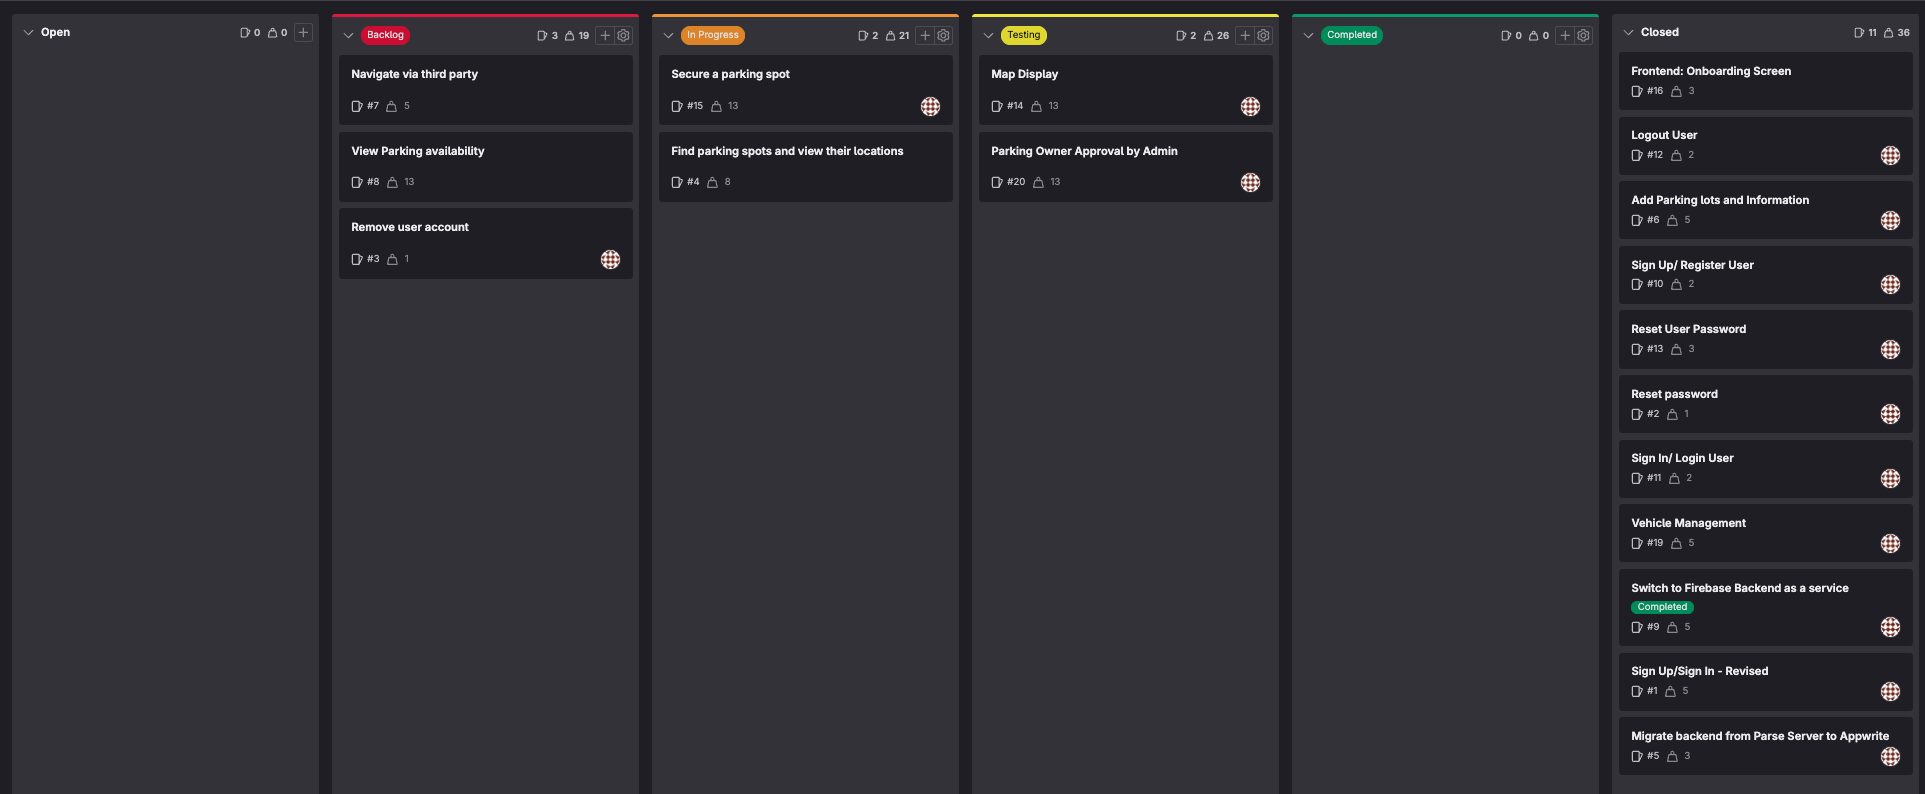 Open 0 0
Backlog 3 19
Navigate via third party
#7 5
View Parking availability
#8 13
Remove user account
#3 1
In Progress 2 21
Secure a parking spot
#15 13
Find parking spots and view their locations
#4 8
Testing 2 26
Map Display
#14 13
Parking Owner Approval by Admin
#20 13
Completed 0 0
Closed 11 36
Frontend: Onboarding Screen
#16 3
Logout User
#12 2
Add Parking lots and Information
#6 5
Sign Up/ Register User
#10 2
Reset User Password
#13 3
Reset password
#2 1
Sign In/ Login User
#11 2
Vehicle Management
#19 5
Switch to Firebase Backend as a service
Completed
#9 5
Sign Up/Sign In - Revised
#1 5
Migrate backend from Parse Server to Appwrite
#5 3